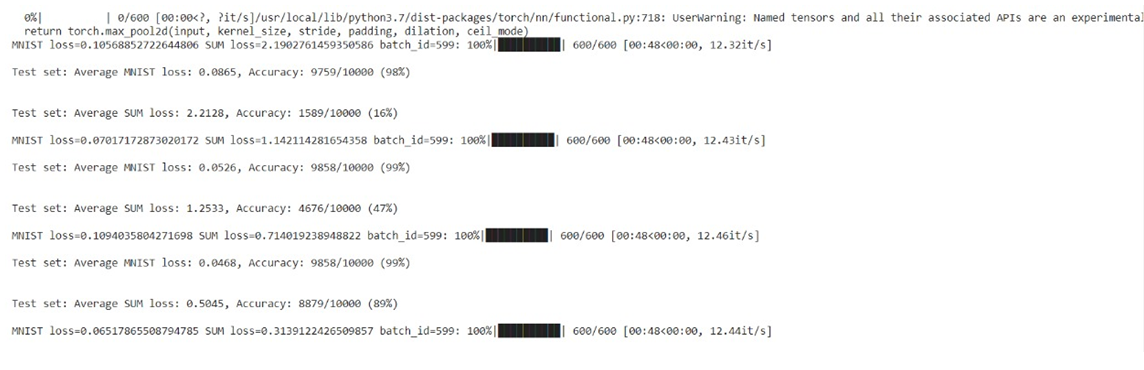 0%| | 0/600 [00:00<?, ?it/s]/usr/local/lib/python3.7/dist-packages/torch/nn/functional.py:718: UserWarning: Named tensors and all their associated APIs are an experimenta
return torch.max_pool2d(input, kernel_size, stride, padding, dilation, ceil_mode)
MNIST loss=0.10568852722644806 SUM loss=2.1902761459350586 batch_id=599: 100%|██████████| 600/600 [00:48<00:00, 12.32it/s]
Test set: Average MNIST loss: 0.0865, Accuracy: 9759/10000 (98%)
Test set: Average SUM loss: 2.2128, Accuracy: 1589/10000 (16%)
MNIST loss=0.07017172873020172 SUM loss=1.142114281654358 batch_id=599: 100%|██████████| 600/600 [00:48<00:00, 12.43it/s]
Test set: Average MNIST loss: 0.0526, Accuracy: 9858/10000 (99%)
Test set: Average SUM loss: 1.2533, Accuracy: 4676/10000 (47%)
MNIST loss=0.1094035804271698 SUM loss=0.714019238948822 batch_id=599: 100%|██████████| 600/600 [00:48<00:00, 12.46it/s]
Test set: Average MNIST loss: 0.0468, Accuracy: 9858/10000 (99%)
Test set: Average SUM loss: 0.5045, Accuracy: 8879/10000 (89%)
MNIST loss=0.06517865508794785 SUM loss=0.3139122426509857 batch_id=599: 100%|██████████| 600/600 [00:48<00:00, 12.44it/s]